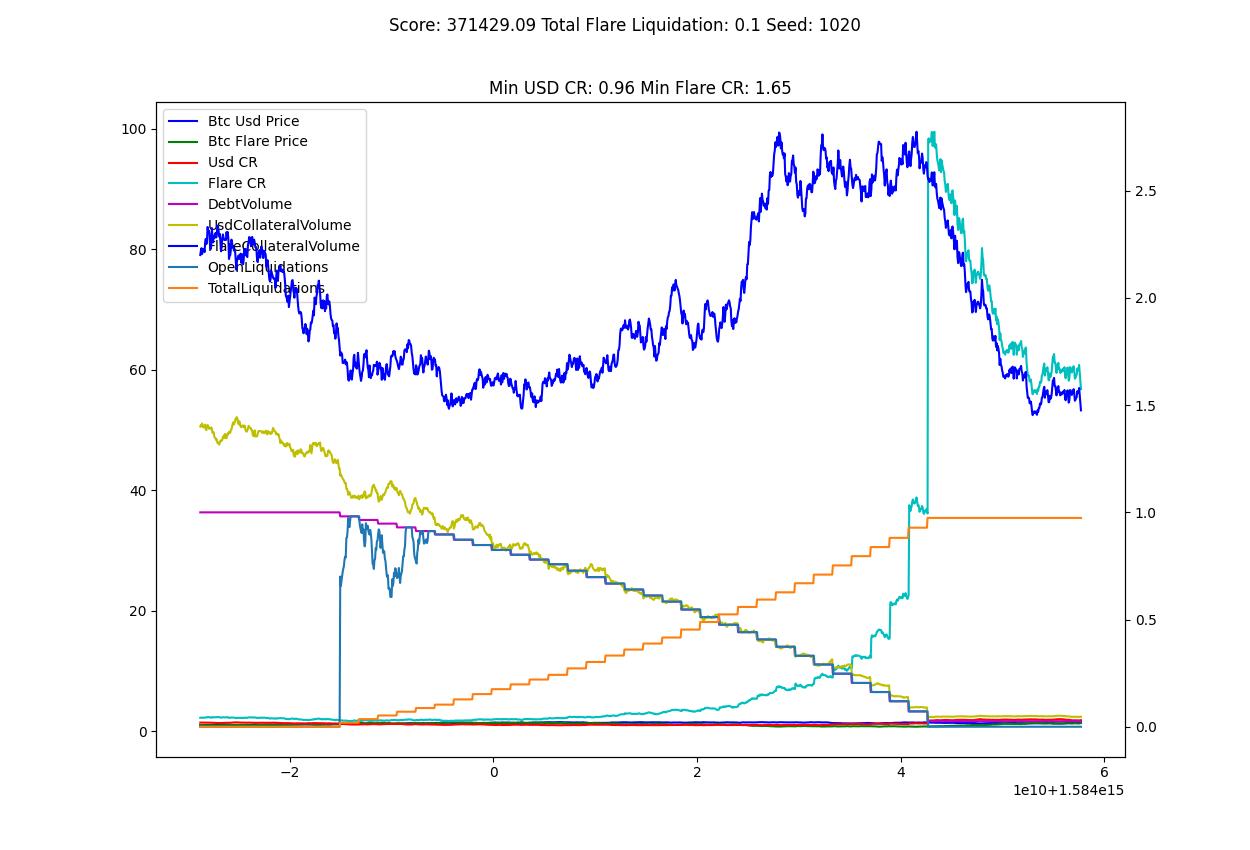 Score: 371429.09 Total Flare Liquidation: 0.1 Seed: 1020
Min USD CR: 0.96 Min Flare CR: 1.65
Btc Usd Price
Btc Flare Price
Usd CR
Flare CR
DebtVolume
UsdCollateralVolume
FlareCollateralVolume
OpenLiquidations
TotalLiquidations
100
80
60
40
20
0
2.5
2.0
1.5
1.0
0.5
0.0
−2 0 2 4 6
1e10+1.584e15